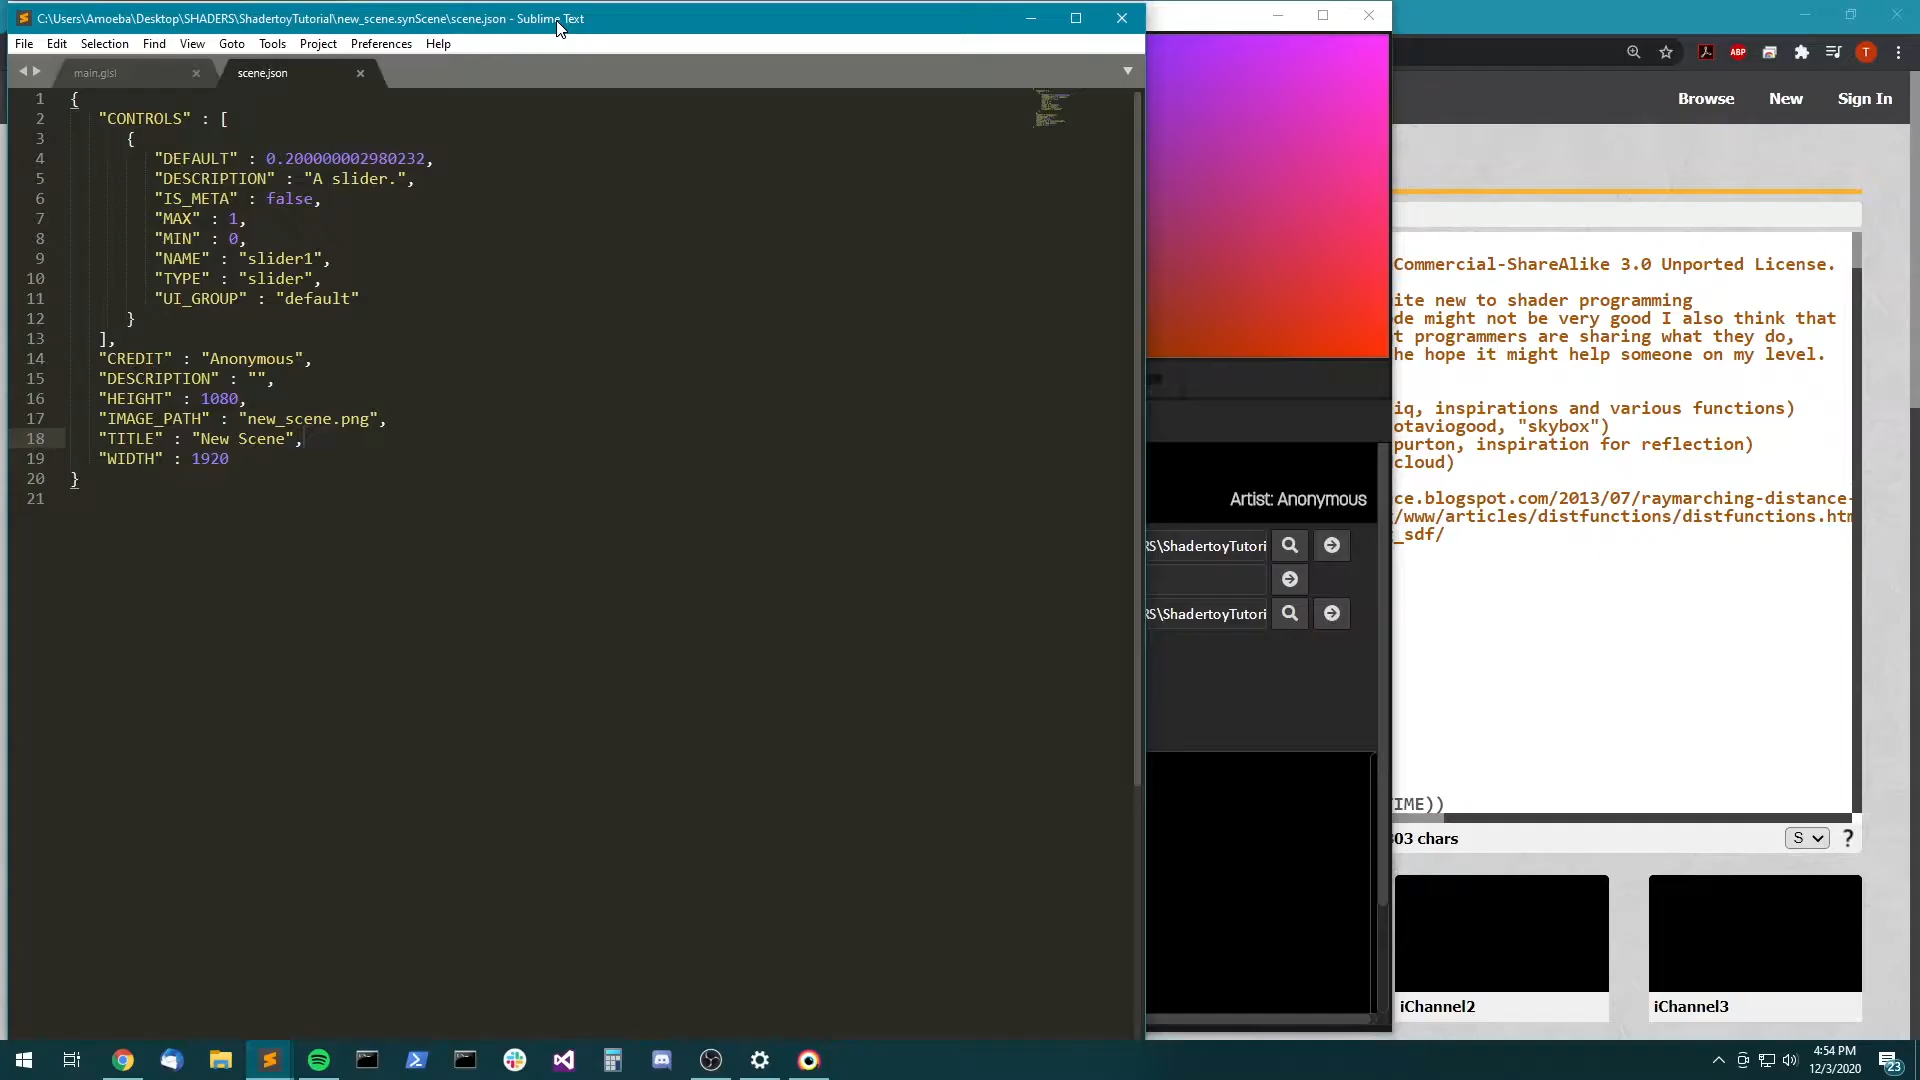 C:\Users\Amoeba\Desktop\SHADERS\ShadertoyTutorial\new_scene.synScene\scene.json - Sublime Text
File Edit Selection Find View Goto Tools Project Preferences Help
main.glsl
scene.json
1 {
2 "CONTROLS" : [
3 {
4 "DEFAULT" : 0.200000002980232,
5 "DESCRIPTION" : "A slider.",
6 "IS_META" : false,
7 "MAX" : 1,
8 "MIN" : 0,
9 "NAME" : "slider1",
10 "TYPE" : "slider",
11 "UI_GROUP" : "default"
12 }
13 ],
14 "CREDIT" : "Anonymous",
15 "DESCRIPTION" : "",
16 "HEIGHT" : 1080,
17 "IMAGE_PATH" : "new_scene.png",
18 "TITLE" : "New Scene",
19 "WIDTH" : 1920
20 }
21
Artist: Anonymous
RS\ShadertoyTutori
RS\ShadertoyTutori
ABP
T
Browse New Sign In
Commercial-ShareAlike 3.0 Unported License.
ite new to shader programming
de might not be very good I also think that
t programmers are sharing what they do,
he hope it might help someone on my level.
iq, inspirations and various functions)
otaviogood, "skybox")
purton, inspiration for reflection)
cloud)
ce.blogspot.com/2013/07/raymarching-distance-
/www/articles/distfunctions/distfunctions.htm
_sdf/
IME))
303 chars
S
?
iChannel2
iChannel3
4:54 PM
12/3/2020
23